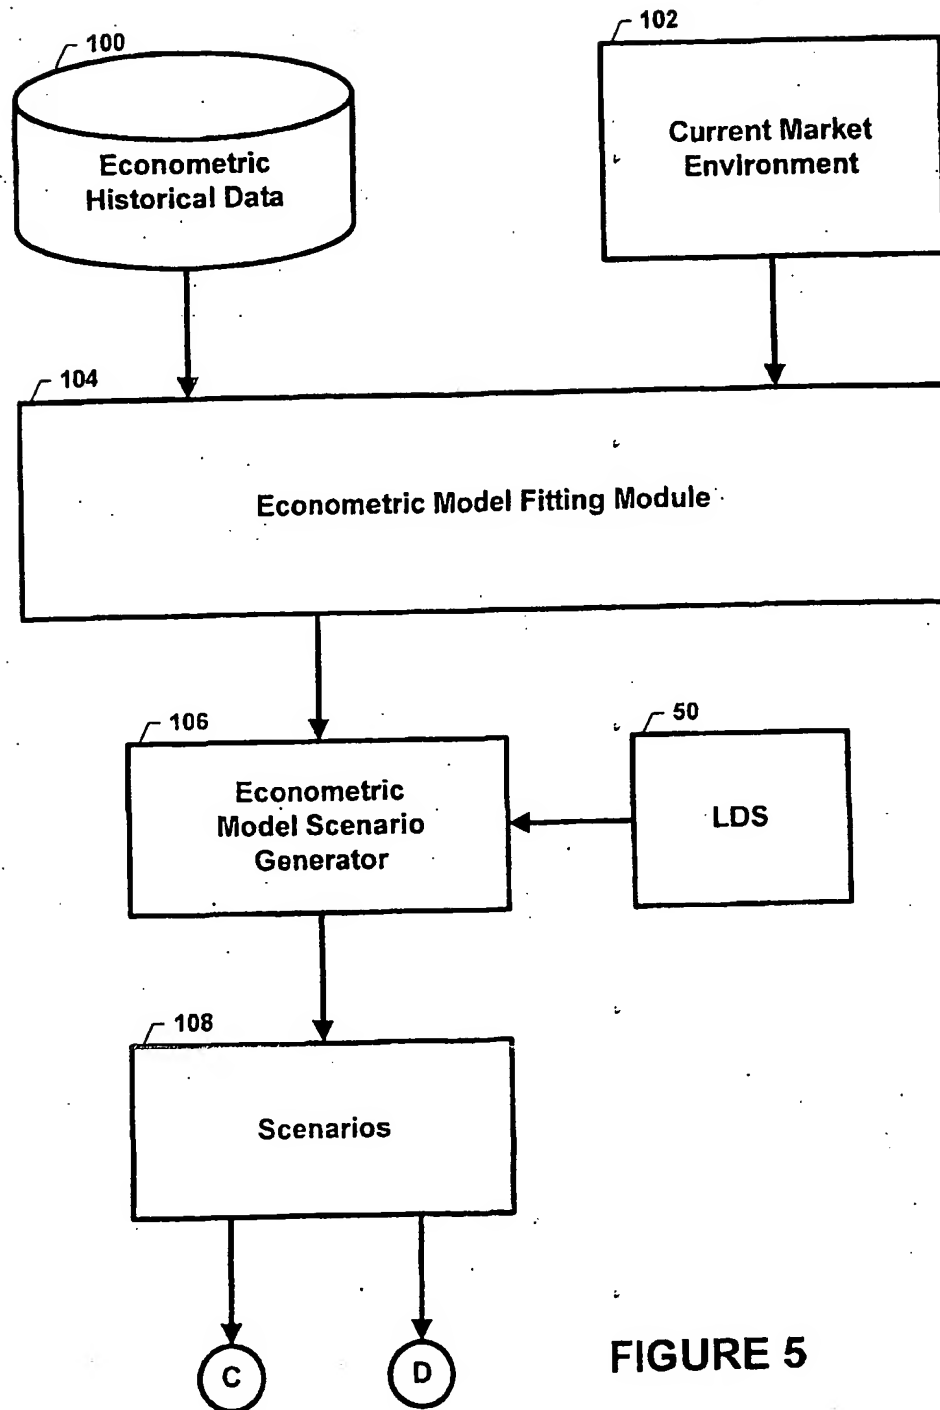 100
102
Econometric
Historical Data
Current Market
Environment
104
Econometric Model Fitting Module
106
50
Econometric
Model Scenario
Generator
LDS
108
Scenarios
C
D
FIGURE 5